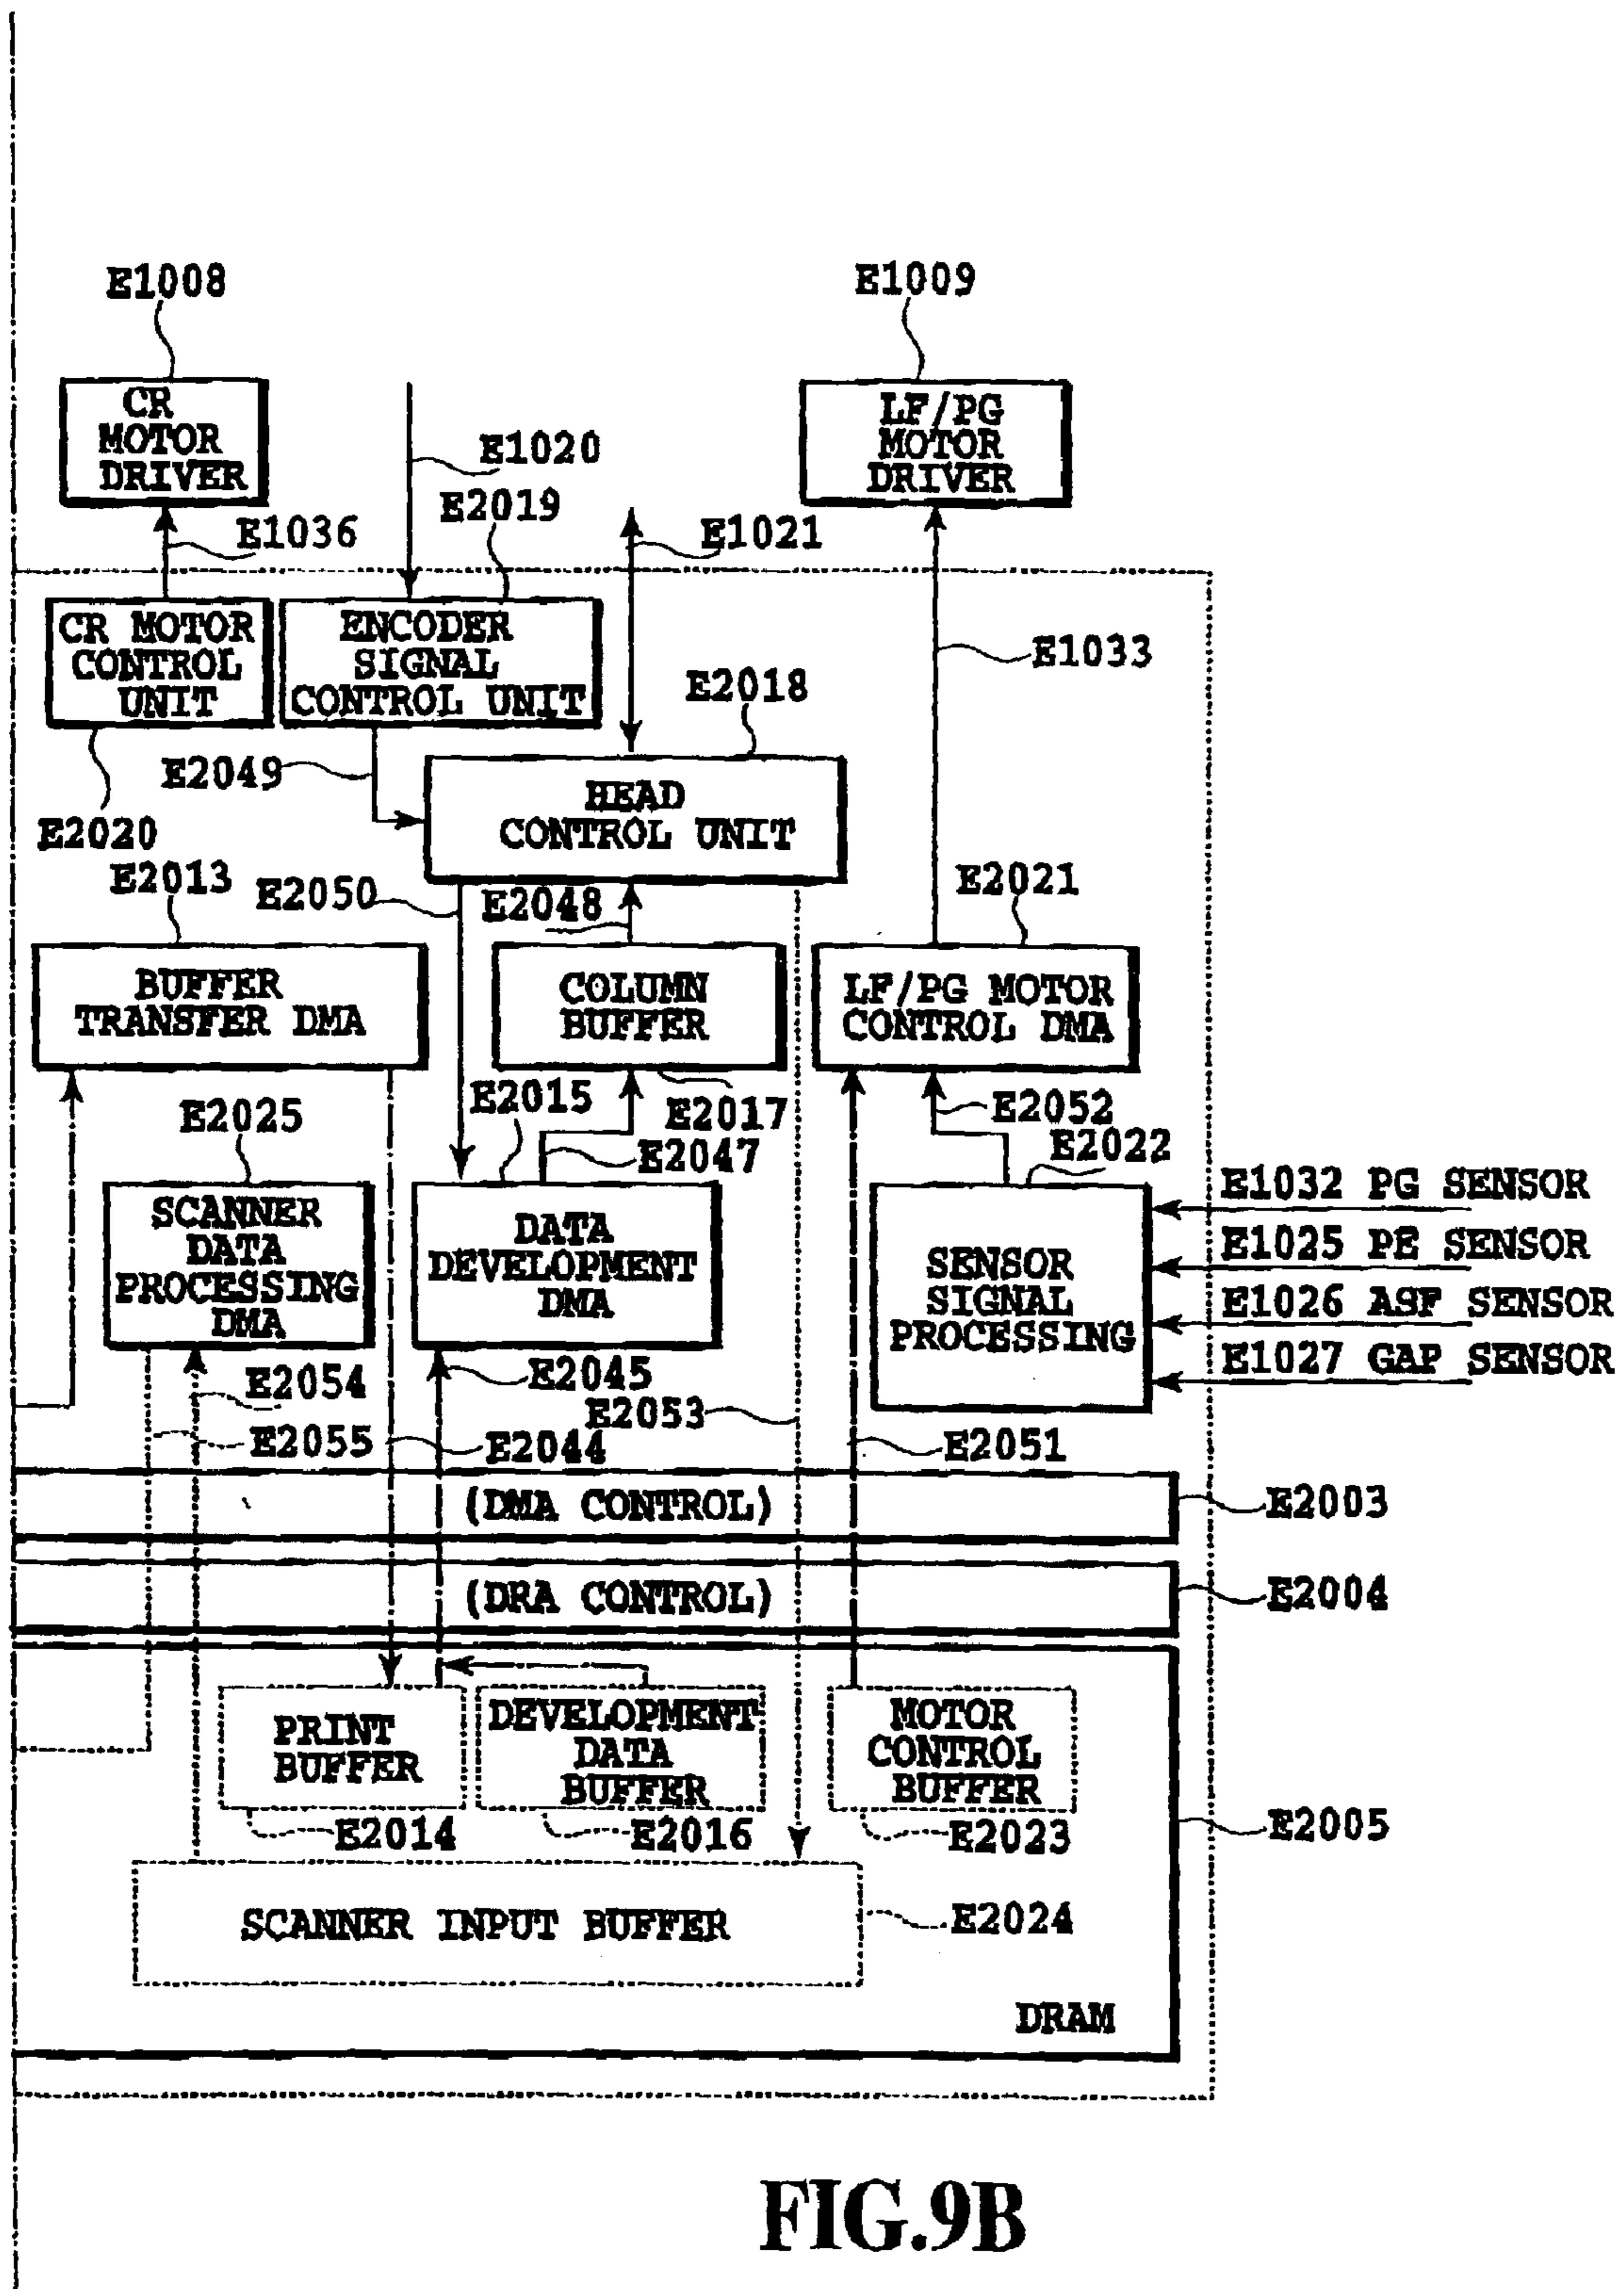 E1008
E1009
CR
MOTOR
DRIVER
LF/PG
MOTOR
DRIVER
E1020
E2019
E1036
E1021
CR MOTOR
CONTROL
UNIT
ENCODER
SIGNAL
CONTROL UNIT
E1033
E2018
E2049
HEAD
CONTROL UNIT
E2020
E2013
E2050
E2048
E2021
BUFFER
TRANSFER DMA
COLUMN
BUFFER
LF/PG MOTOR
CONTROL DMA
E2025
E2015
E2017
E2047
E2052
E2022
SCANNER
DATA
PROCESSING
DMA
DATA
DEVELOPMENT
DMA
SENSOR
SIGNAL
PROCESSING
E1032 PG SENSOR
E1025 PE SENSOR
E1026 ASF SENSOR
E1027 GAP SENSOR
E2054
E2045
E2053
E2055
E2044
E2051
(DMA CONTROL)
E2003
(DRA CONTROL)
E2004
PRINT
BUFFER
DEVELOPMENT
DATA
BUFFER
MOTOR
CONTROL
BUFFER
E2014
E2016
E2023
E2005
SCANNER INPUT BUFFER
E2024
DRAM
FIG.9B